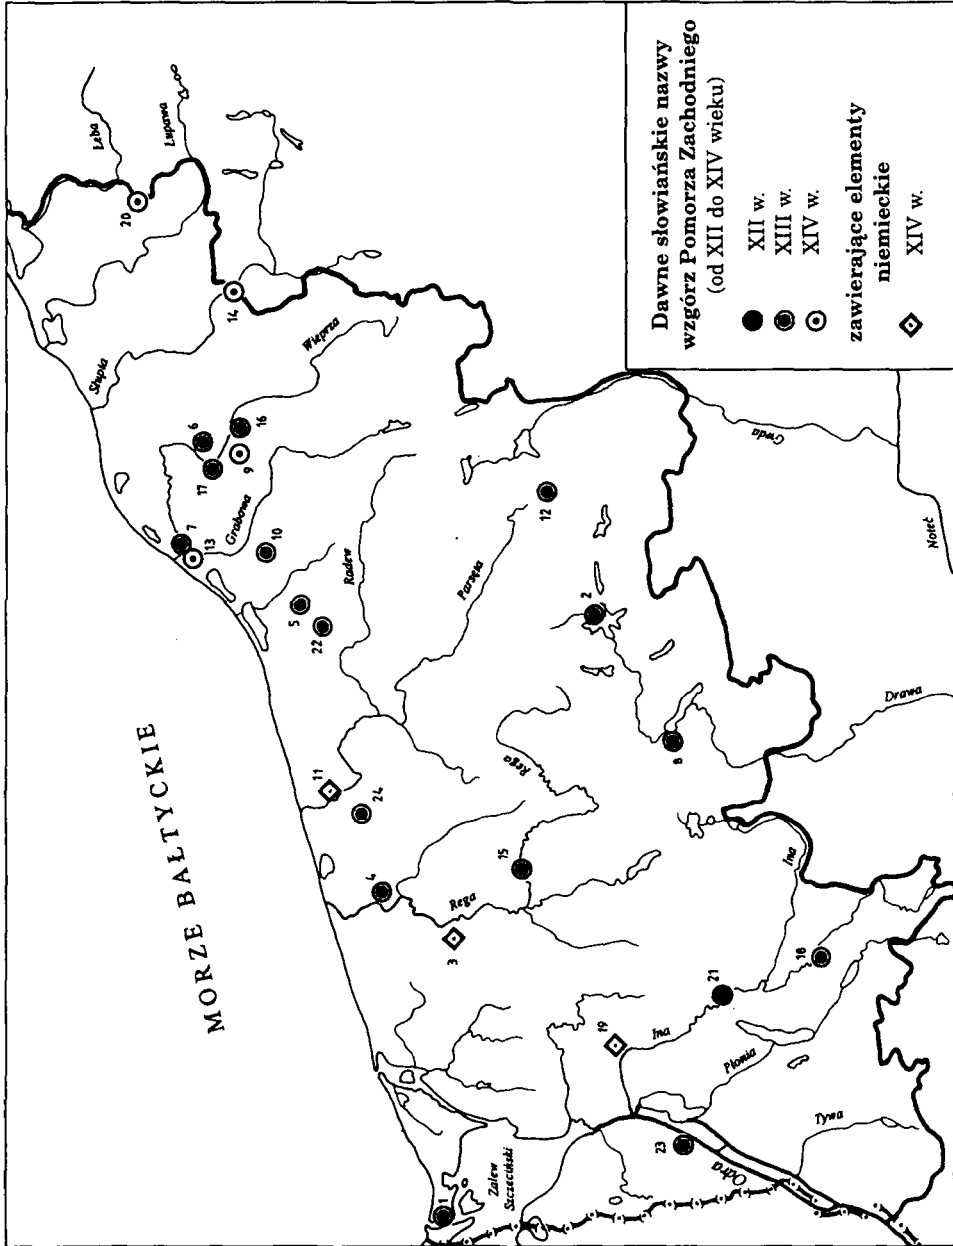 MORZE BAŁTYCKIE
Łeba
Łupawa
20
14
Słupia
Wieprza
6
16
17
9
7
13
Grabowa
10
5
22
Radew
Parsęta
12
2
8
Gwda
Noteć
Drawa
11
24
4
Rega
15
Rega
3
Ina
18
21
19
Ina
Płonia
Tywa
23
Odra
1
Zalew
Szczeciński
Dawne słowiańskie nazwy
wzgórz Pomorza Zachodniego
(od XII do XIV wieku)
XII w.
XIII w.
XIV w.
zawierające elementy
niemieckie
XIV w.